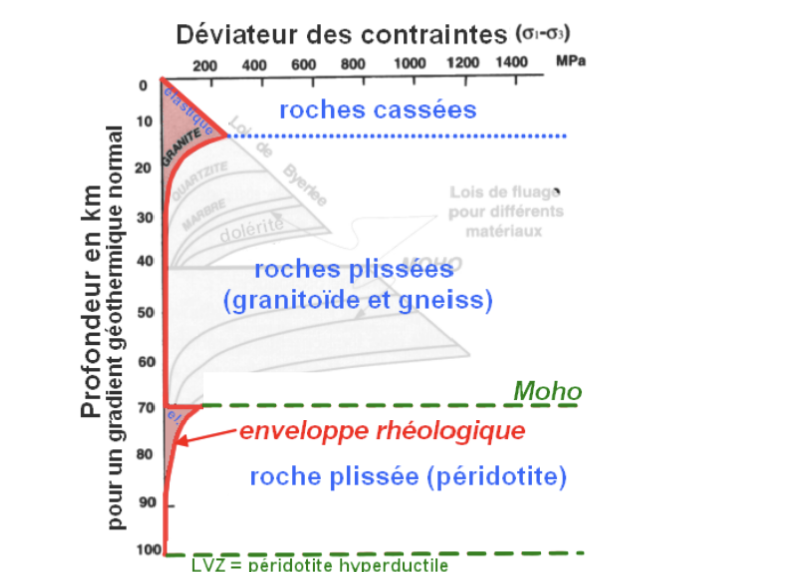 Déviateur des contraintes (σ₁-σ₃)
200 400 600 800 1000 1200 1400 MPa
0
élastique
roches cassées
10
GRANITE
Loi de Byerlee
20
QUARTZITE
Lois de fluage
pour différents
matériaux
30
MARBRE
dolérite
40
MOHO
roches plissées
(granitoïde et gneiss)
50
60
Moho
70
él.
enveloppe rhéologique
80
roche plissée (péridotite)
90
100
LVZ = péridotite hyperductile
Profondeur en km
pour un gradient géothermique normal